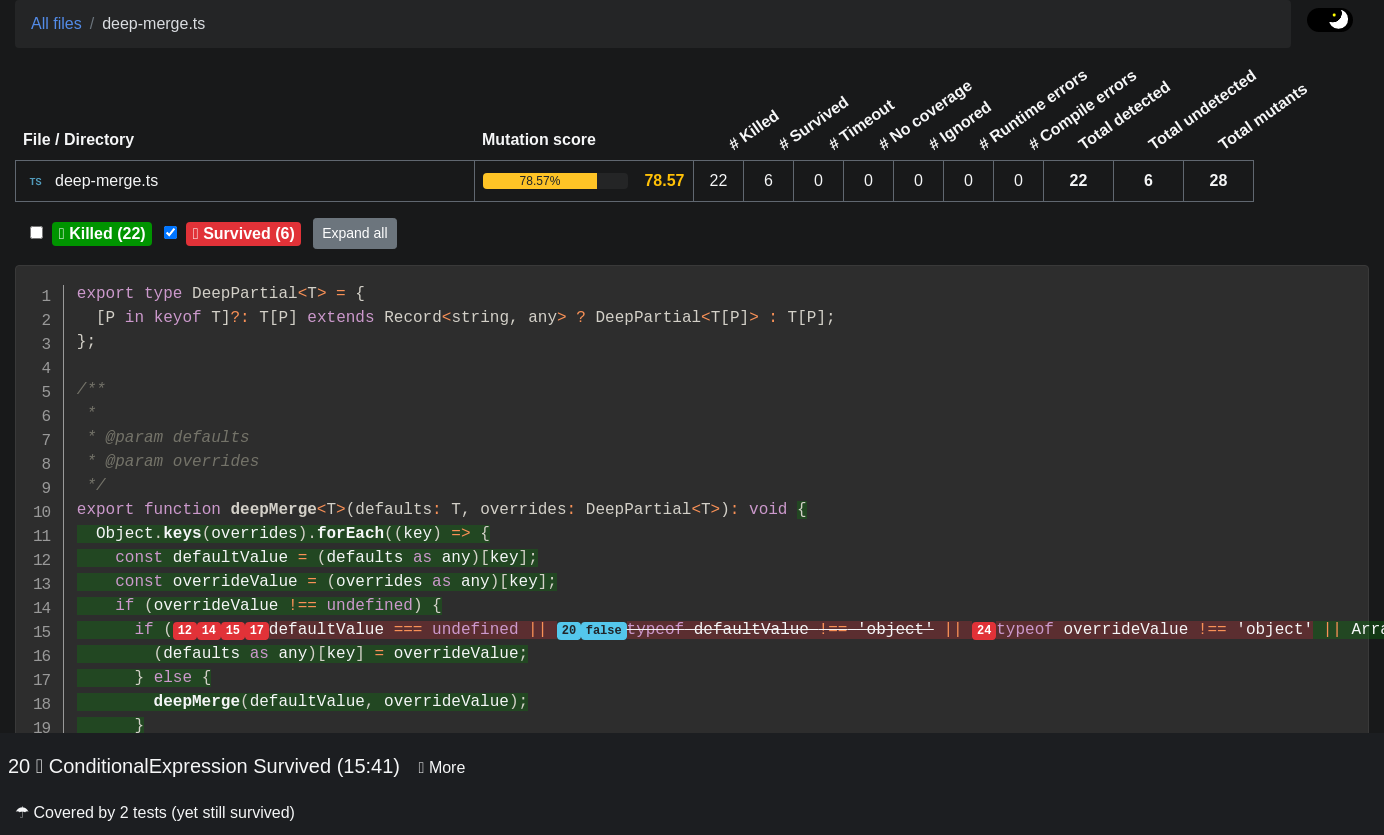 All files / deep-merge.ts
File / Directory Mutation score # Killed # Survived # Timeout # No coverage # Ignored # Runtime errors # Compile errors Total detected Total undetected Total mutants
TS deep-merge.ts 78.57% 78.57 22 6 0 0 0 0 0 22 6 28
Killed (22) Survived (6) Expand all
1 export type DeepPartial<T> = {
2 [P in keyof T]?: T[P] extends Record<string, any> ? DeepPartial<T[P]> : T[P];
3 };
4
5 /**
6 *
7 * @param defaults
8 * @param overrides
9 */
10 export function deepMerge<T>(defaults: T, overrides: DeepPartial<T>): void {
11 Object.keys(overrides).forEach((key) => {
12 const defaultValue = (defaults as any)[key];
13 const overrideValue = (overrides as any)[key];
14 if (overrideValue !== undefined) {
15 if (12 14 15 17 defaultValue === undefined || 20 false typeof defaultValue !== 'object' || 24 typeof overrideValue !== 'object' || Arra
16 (defaults as any)[key] = overrideValue;
17 } else {
18 deepMerge(defaultValue, overrideValue);
19 }
20 ConditionalExpression Survived (15:41) More
☂ Covered by 2 tests (yet still survived)